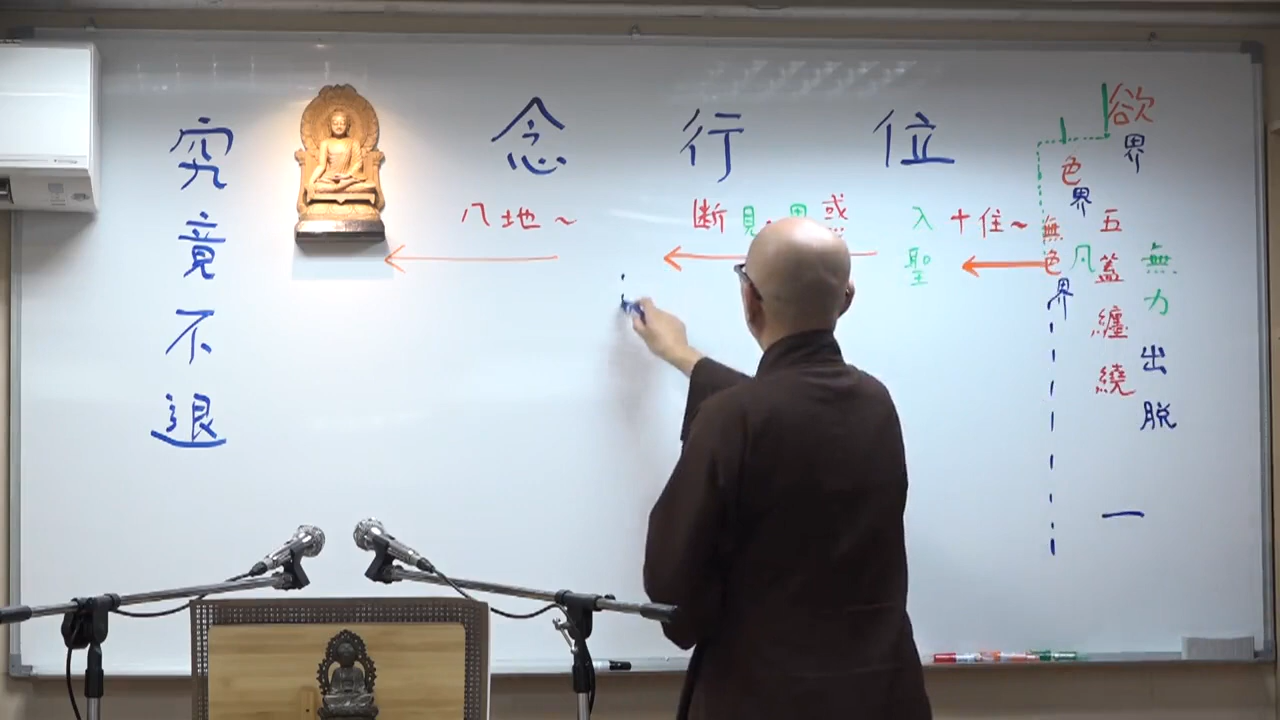 欲界
色界
無色界
五蓋纏繞
凡
無力出脫
一
位
行
念
究竟不退
十住~
入聖
斷見
惑
八地~